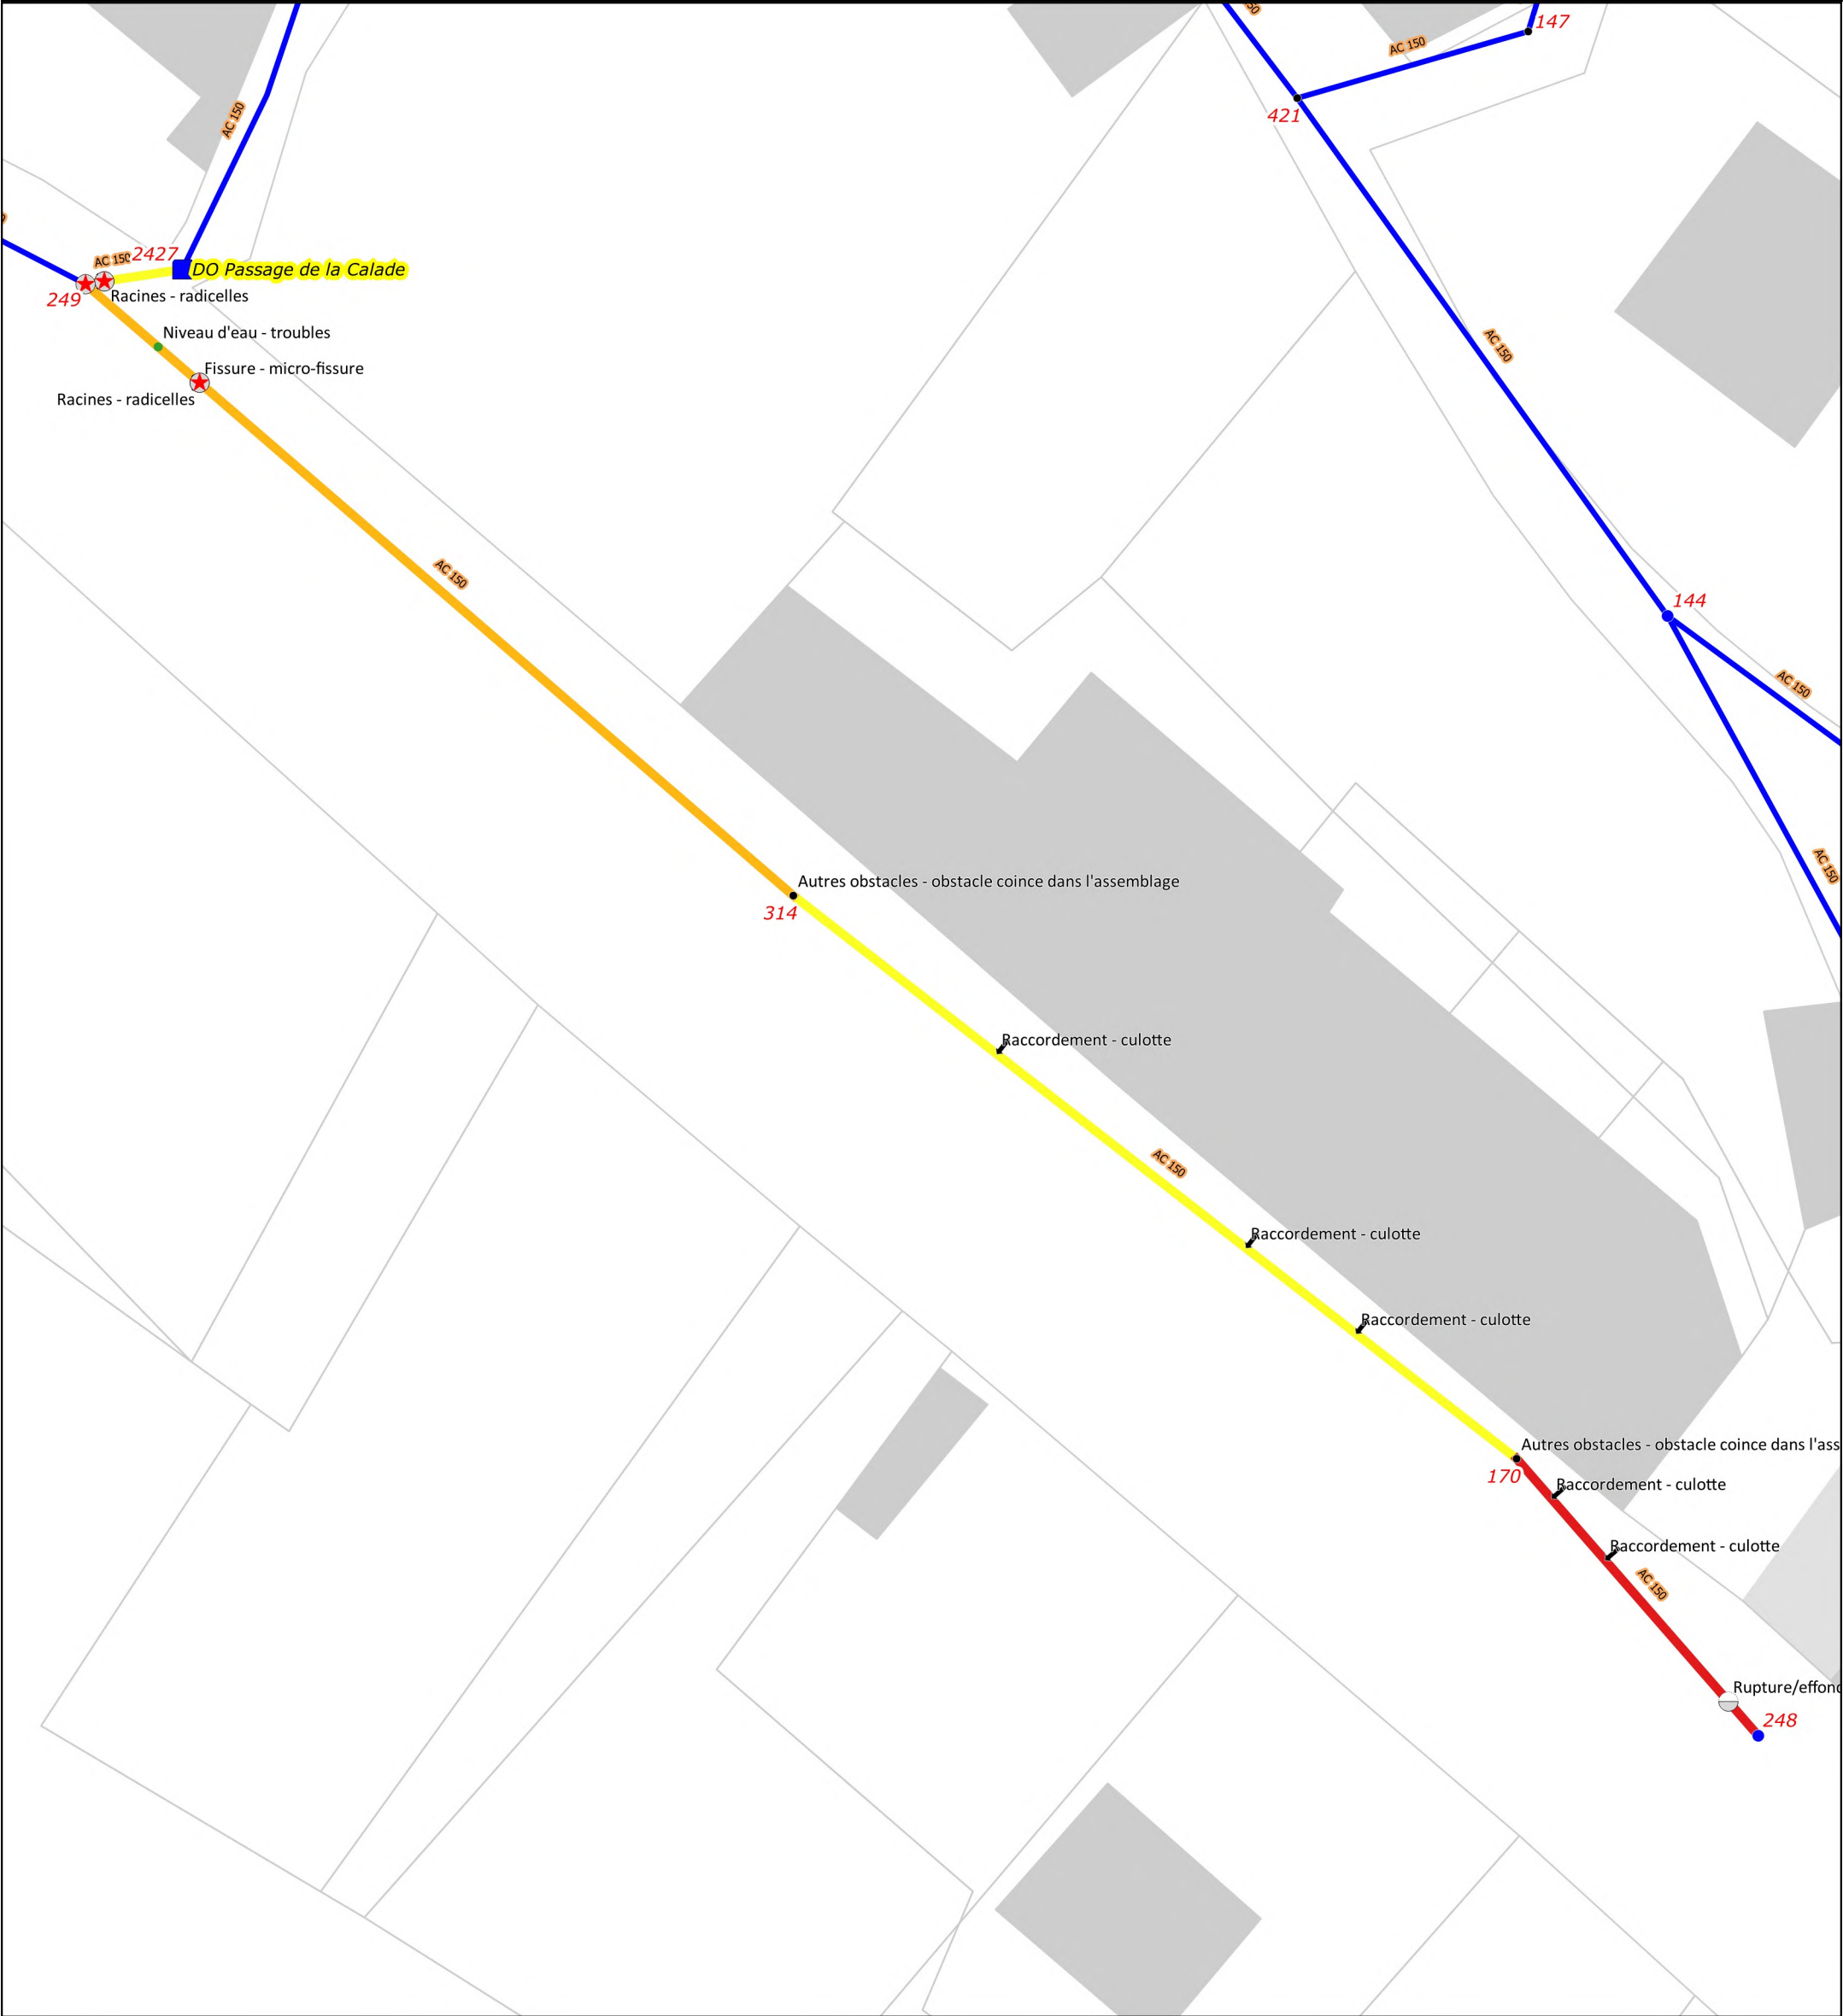 147
AC 150
421
AC 150
AC 150
2427
DO Passage de la Calade
249
Racines - radicelles
Niveau d'eau - troubles
AC 150
Fissure - micro-fissure
Racines - radicelles
AC 150
144
AC 150
AC 150
Autres obstacles - obstacle coince dans l'assemblage
314
Raccordement - culotte
AC 150
Raccordement - culotte
Raccordement - culotte
Autres obstacles - obstacle coince dans l'ass
170
Raccordement - culotte
Raccordement - culotte
AC 150
Rupture/effond
248